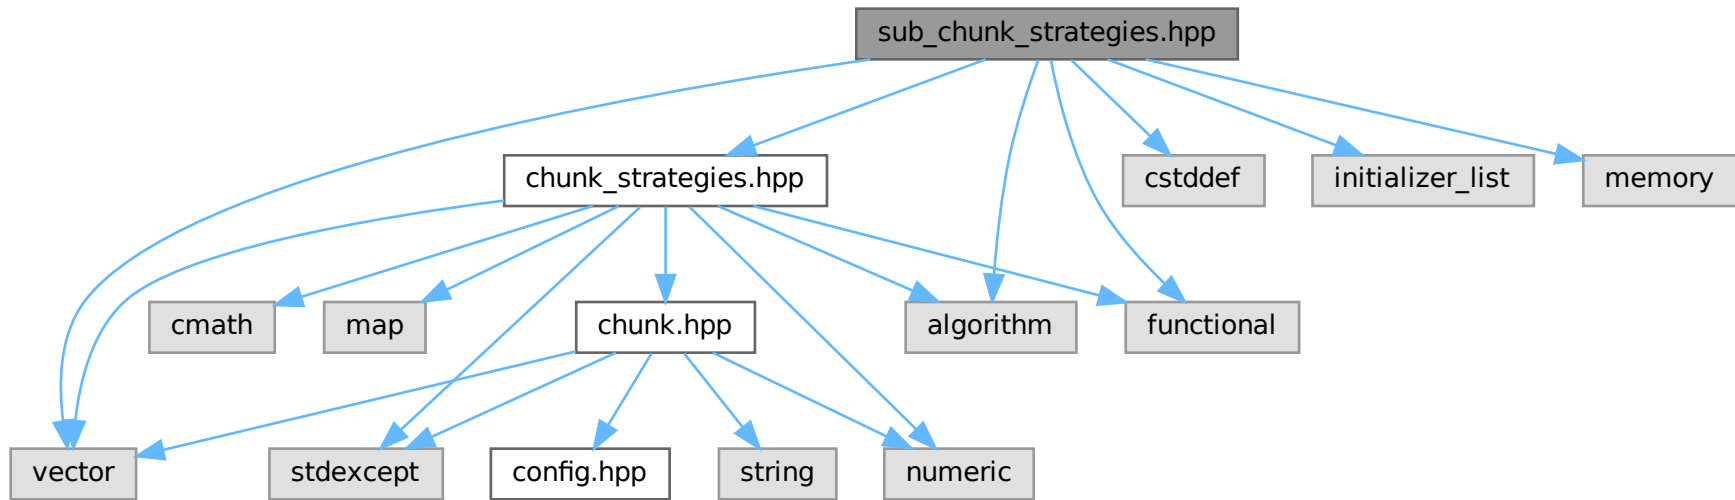 sub_chunk_strategies.hpp
chunk_strategies.hpp
cstddef
initializer_list
memory
cmath
map
chunk.hpp
algorithm
functional
vector
stdexcept
config.hpp
string
numeric